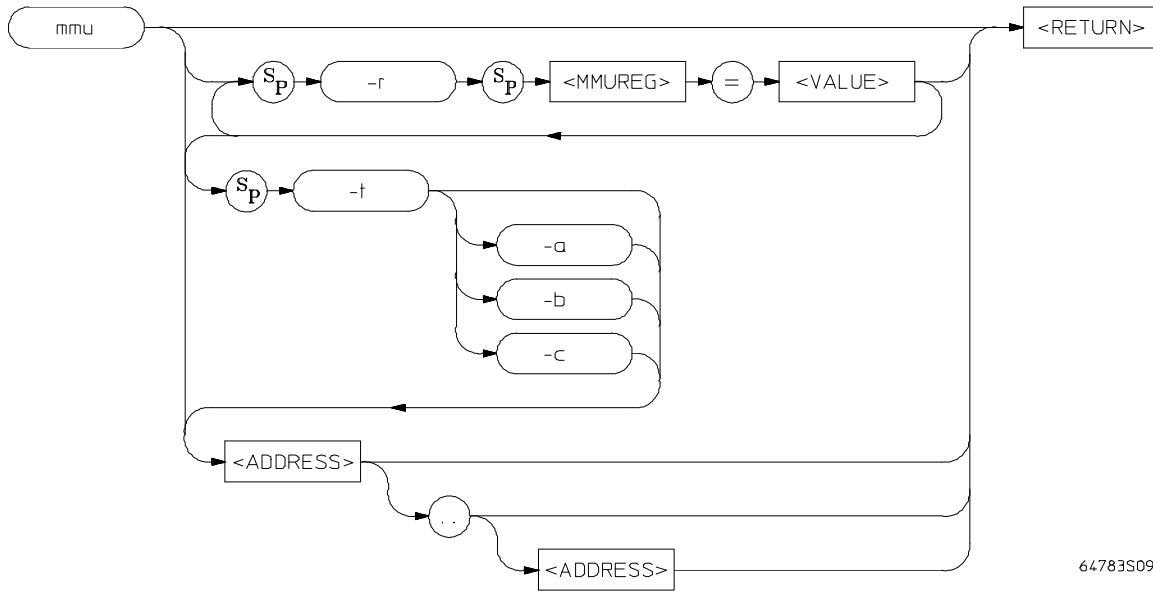 mmu
<RETURN>
SP
-r
SP
<MMUREG>
=
<VALUE>
SP
-t
-a
-b
-c
<ADDRESS>
..
<ADDRESS>
64783S09